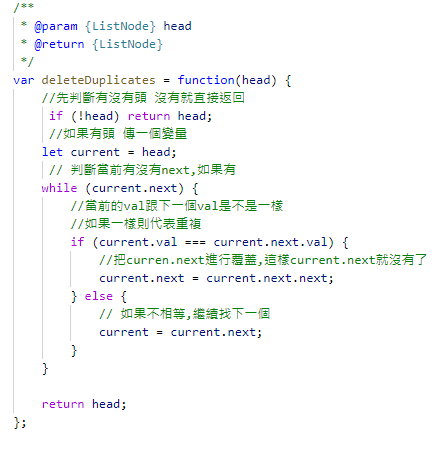 /**
 * @param {ListNode} head
 * @return {ListNode}
 */
var deleteDuplicates = function(head) {
    //先判斷有沒有頭 沒有就直接返回
     if (!head) return head;
     //如果有頭 傳一個變量
    let current = head;
     // 判斷當前有沒有next,如果有
    while (current.next) {
        //當前的val跟下一個val是不是一樣
        //如果一樣則代表重複
        if (current.val === current.next.val) {
            //把curren.next進行覆蓋,這樣current.next就沒有了
            current.next = current.next.next;
        } else {
            // 如果不相等,繼續找下一個
            current = current.next;
        }
    }

    return head;
};